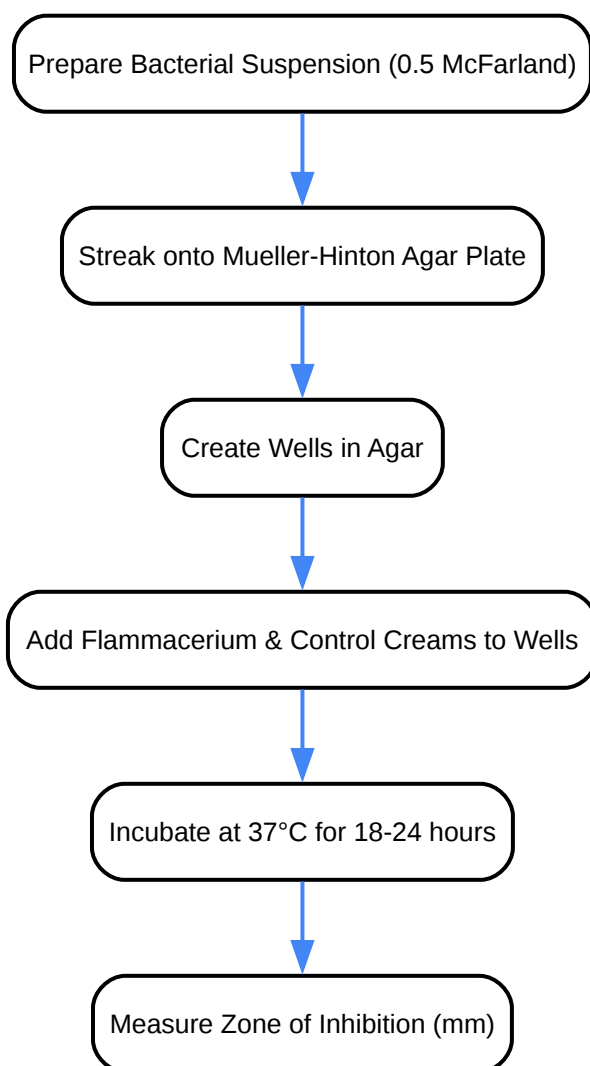 Prepare Bacterial Suspension (0.5 McFarland)
Streak onto Mueller-Hinton Agar Plate
Create Wells in Agar
Add Flammacerium & Control Creams to Wells
Incubate at 37°C for 18-24 hours
Measure Zone of Inhibition (mm)